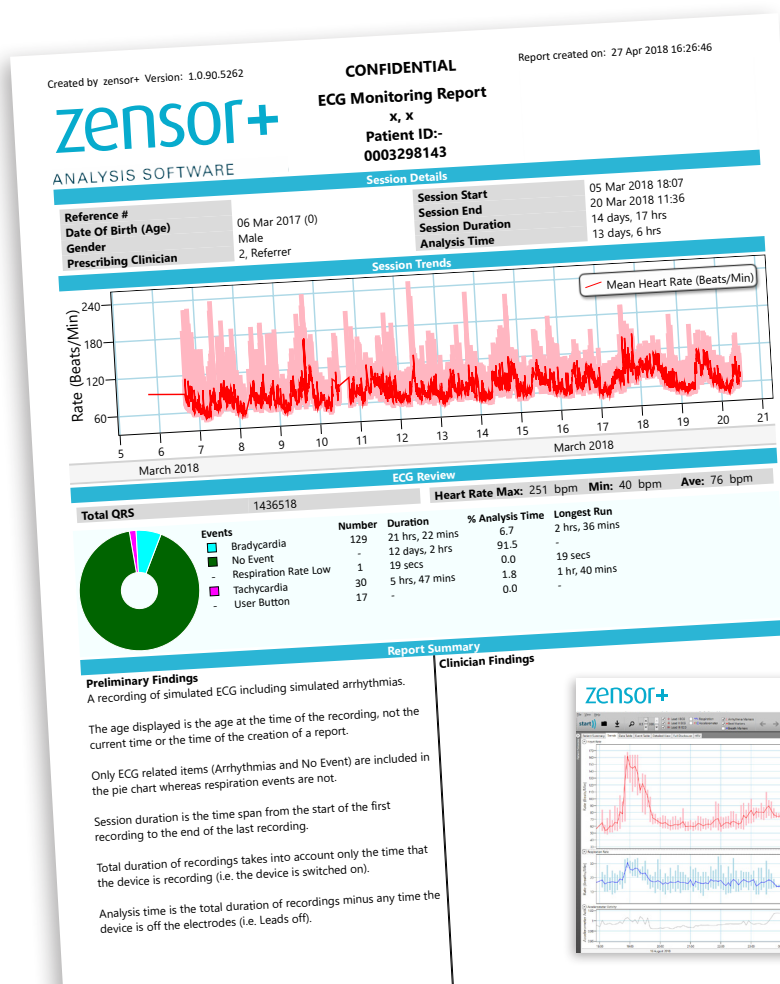 Created by zensor+ Version: 1.0.90.5262
CONFIDENTIAL
Report created on: 27 Apr 2018 16:26:46
zensor+
ANALYSIS SOFTWARE
ECG Monitoring Report
x, x
Patient ID:-
0003298143
Session Details
Reference #
Date Of Birth (Age) 06 Mar 2017 (0)
Gender Male
Prescribing Clinician 2, Referrer
Session Start 05 Mar 2018 18:07
Session End 20 Mar 2018 11:36
Session Duration 14 days, 17 hrs
Analysis Time 13 days, 6 hrs
Session Trends
Mean Heart Rate (Beats/Min)
Rate (Beats/Min)
240
180
120
60
5 6 7 8 9 10 11 12 13 14 15 16 17 18 19 20 21
March 2018 March 2018
ECG Review
Total QRS 1436518
Heart Rate Max: 251 bpm Min: 40 bpm Ave: 76 bpm
Events Number Duration % Analysis Time Longest Run
Bradycardia 129 21 hrs, 22 mins 6.7 2 hrs, 36 mins
No Event - 12 days, 2 hrs 91.5 -
- Respiration Rate Low 1 19 secs 0.0 19 secs
Tachycardia 30 5 hrs, 47 mins 1.8 1 hr, 40 mins
- User Button 17 - 0.0 -
Report Summary
Preliminary Findings
A recording of simulated ECG including simulated arrhythmias.
The age displayed is the age at the time of the recording, not the
current time or the time of the creation of a report.
Only ECG related items (Arrhythmias and No Event) are included in
the pie chart whereas respiration events are not.
Session duration is the time span from the start of the first
recording to the end of the last recording.
Total duration of recordings takes into account only the time that
the device is recording (i.e. the device is switched on).
Analysis time is the total duration of recordings minus any time the
device is off the electrodes (i.e. Leads off).
Clinician Findings
zensor+
start